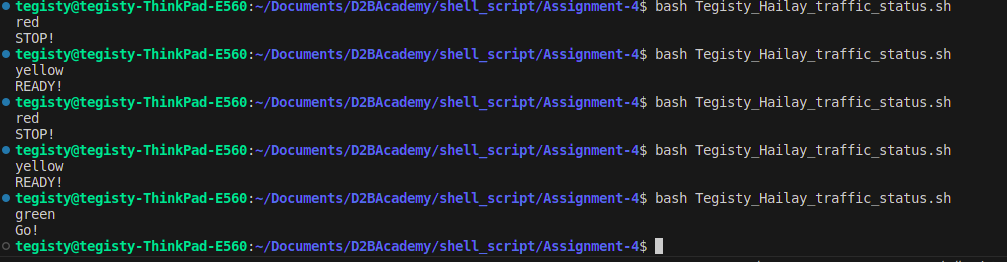 tegisty@tegisty-ThinkPad-E560:~/Documents/D2BAcademy/shell_script/Assignment-4$ bash Tegisty_Hailay_traffic_status.sh
red
STOP!
tegisty@tegisty-ThinkPad-E560:~/Documents/D2BAcademy/shell_script/Assignment-4$ bash Tegisty_Hailay_traffic_status.sh
yellow
READY!
tegisty@tegisty-ThinkPad-E560:~/Documents/D2BAcademy/shell_script/Assignment-4$ bash Tegisty_Hailay_traffic_status.sh
red
STOP!
tegisty@tegisty-ThinkPad-E560:~/Documents/D2BAcademy/shell_script/Assignment-4$ bash Tegisty_Hailay_traffic_status.sh
yellow
READY!
tegisty@tegisty-ThinkPad-E560:~/Documents/D2BAcademy/shell_script/Assignment-4$ bash Tegisty_Hailay_traffic_status.sh
green
Go!
tegisty@tegisty-ThinkPad-E560:~/Documents/D2BAcademy/shell_script/Assignment-4$